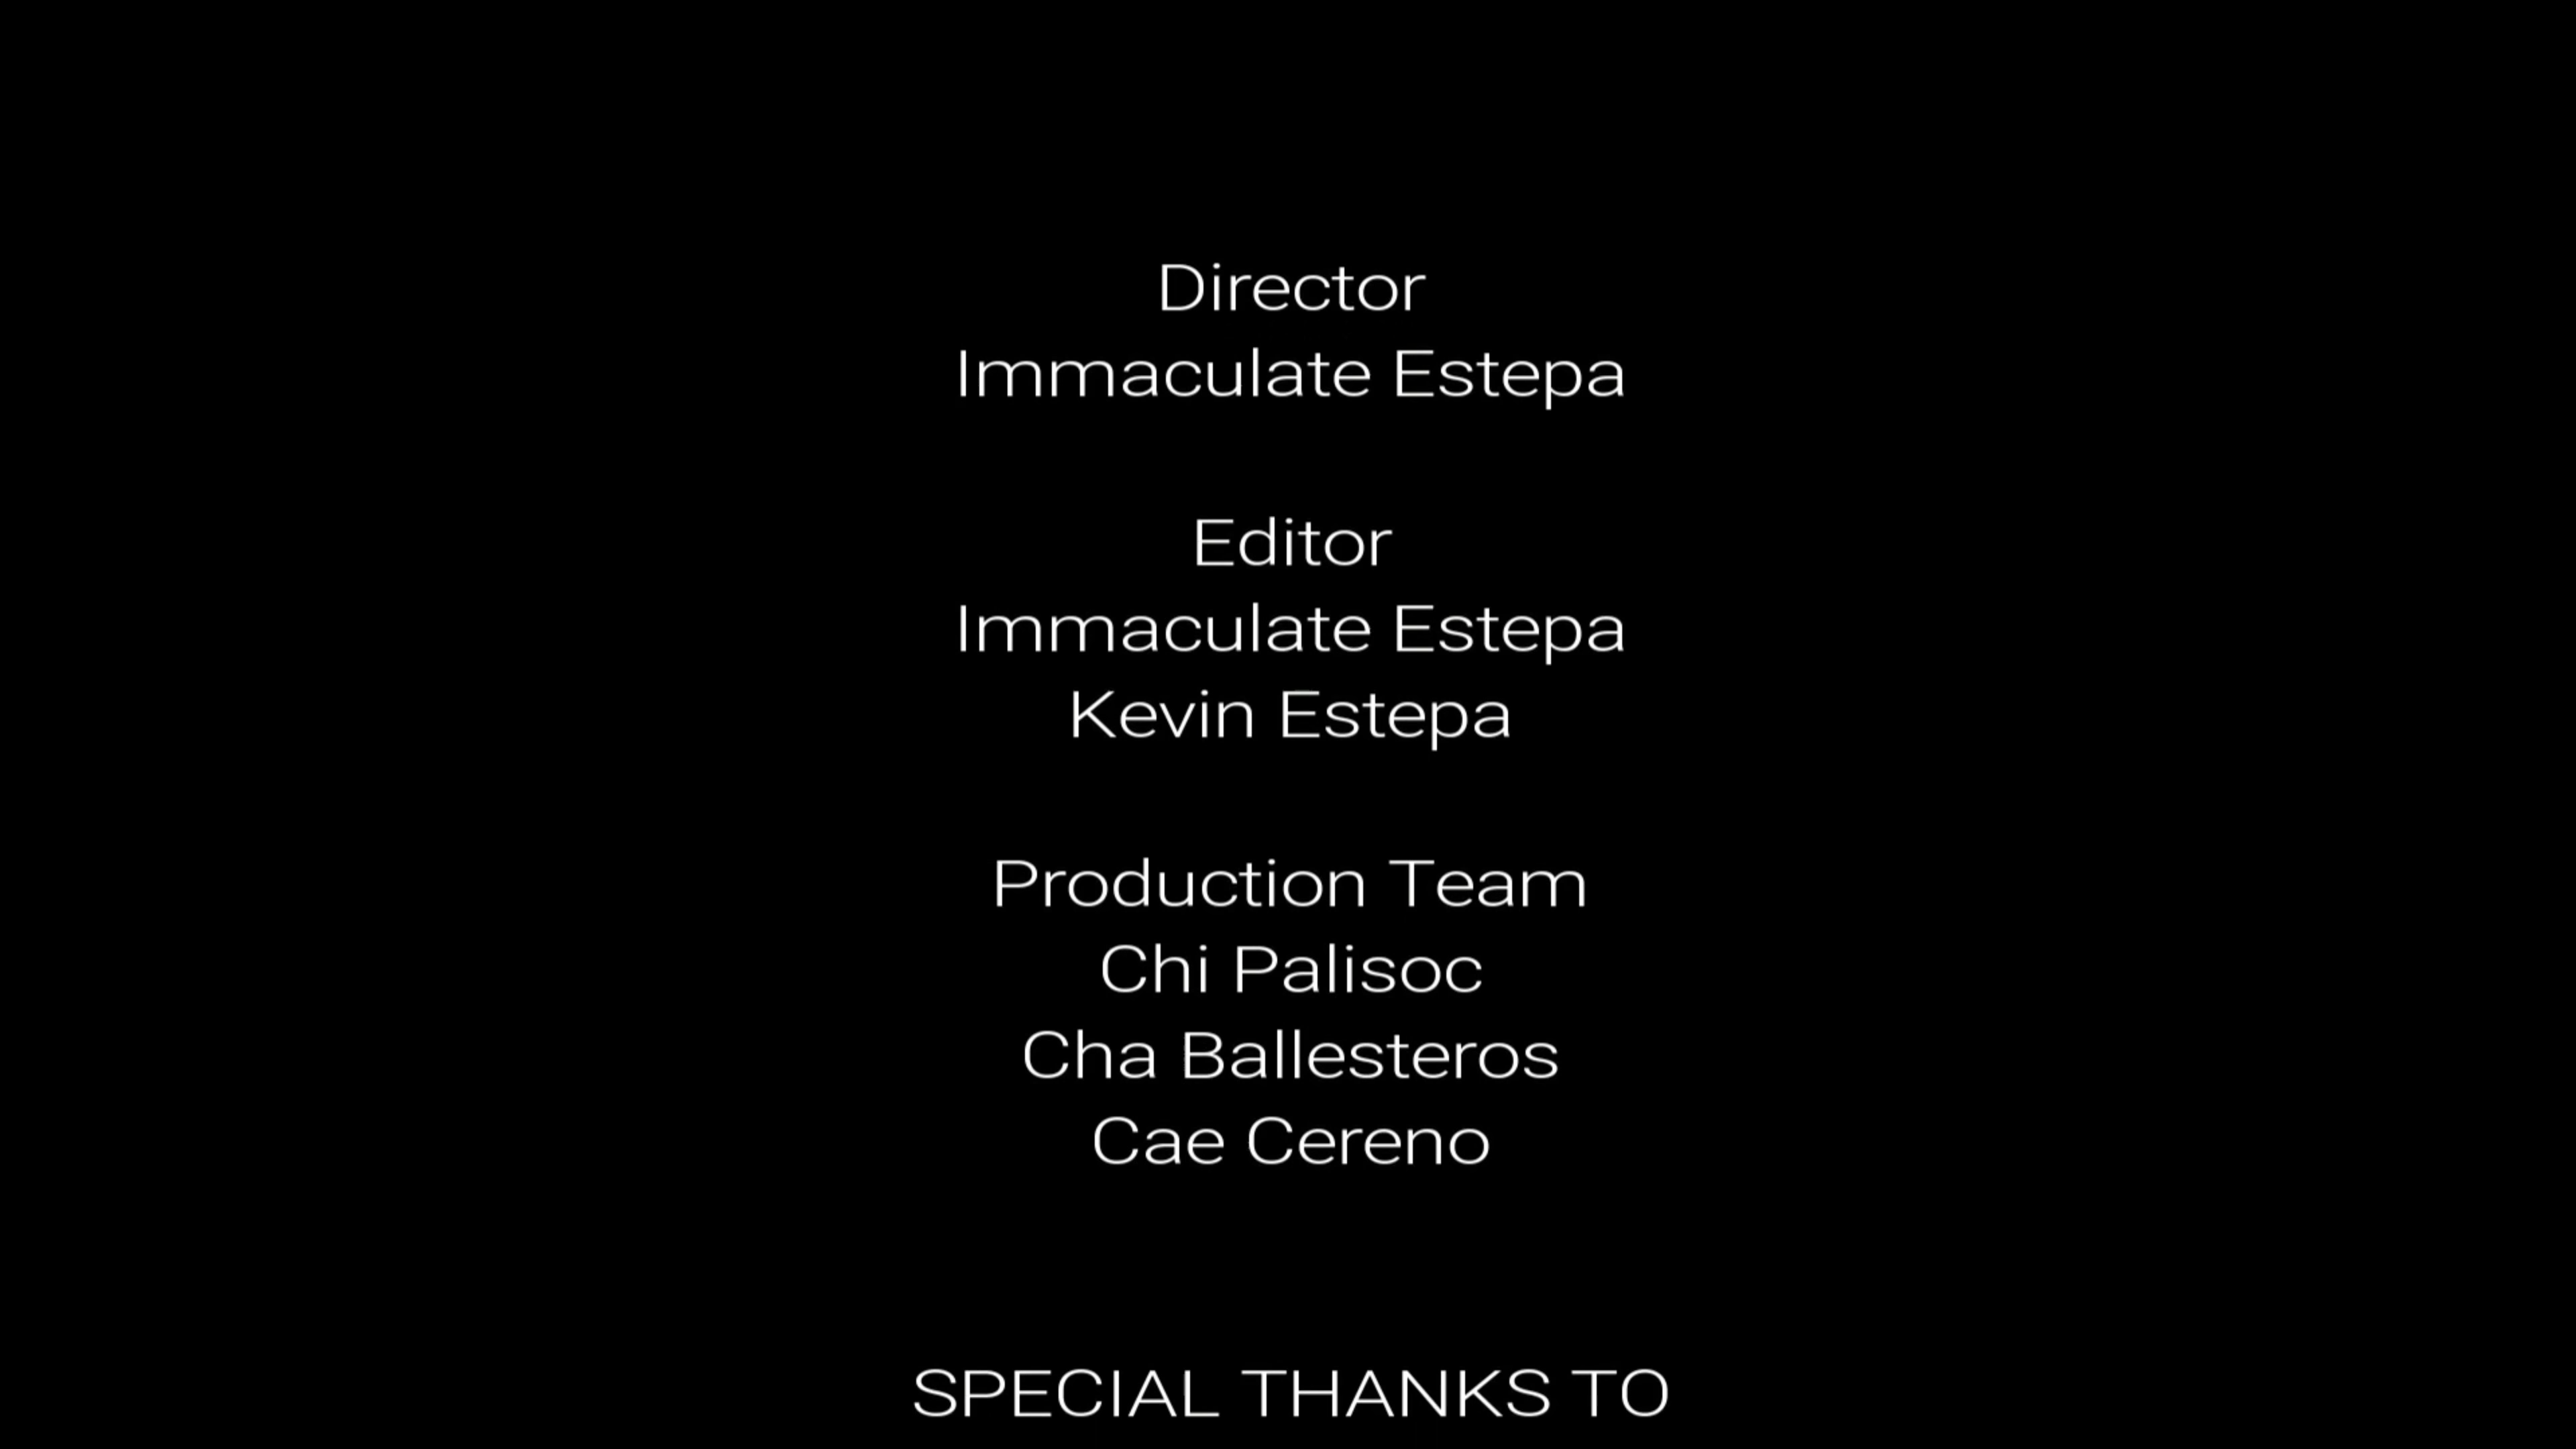 Director
Immaculate Estepa
Editor
Immaculate Estepa
Kevin Estepa
Production Team
Chi Palisoc
Cha Ballesteros
Cae Cereno
SPECIAL THANKS TO